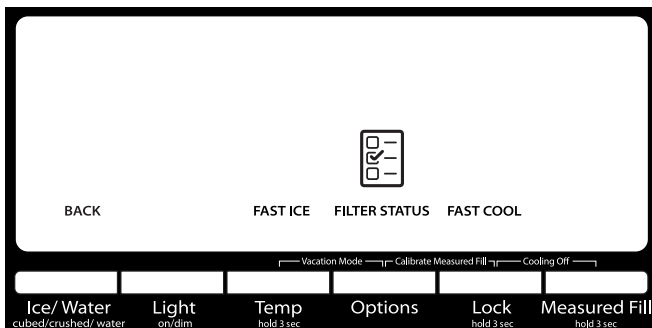 BACK FAST ICE FILTER STATUS FAST COOL
Vacation Mode Calibrate Measured Fill Cooling Off
Ice/ Water Light Temp Options Lock Measured Fill
cubed/crushed/ water on/dim hold 3 sec hold 3 sec hold 3 sec